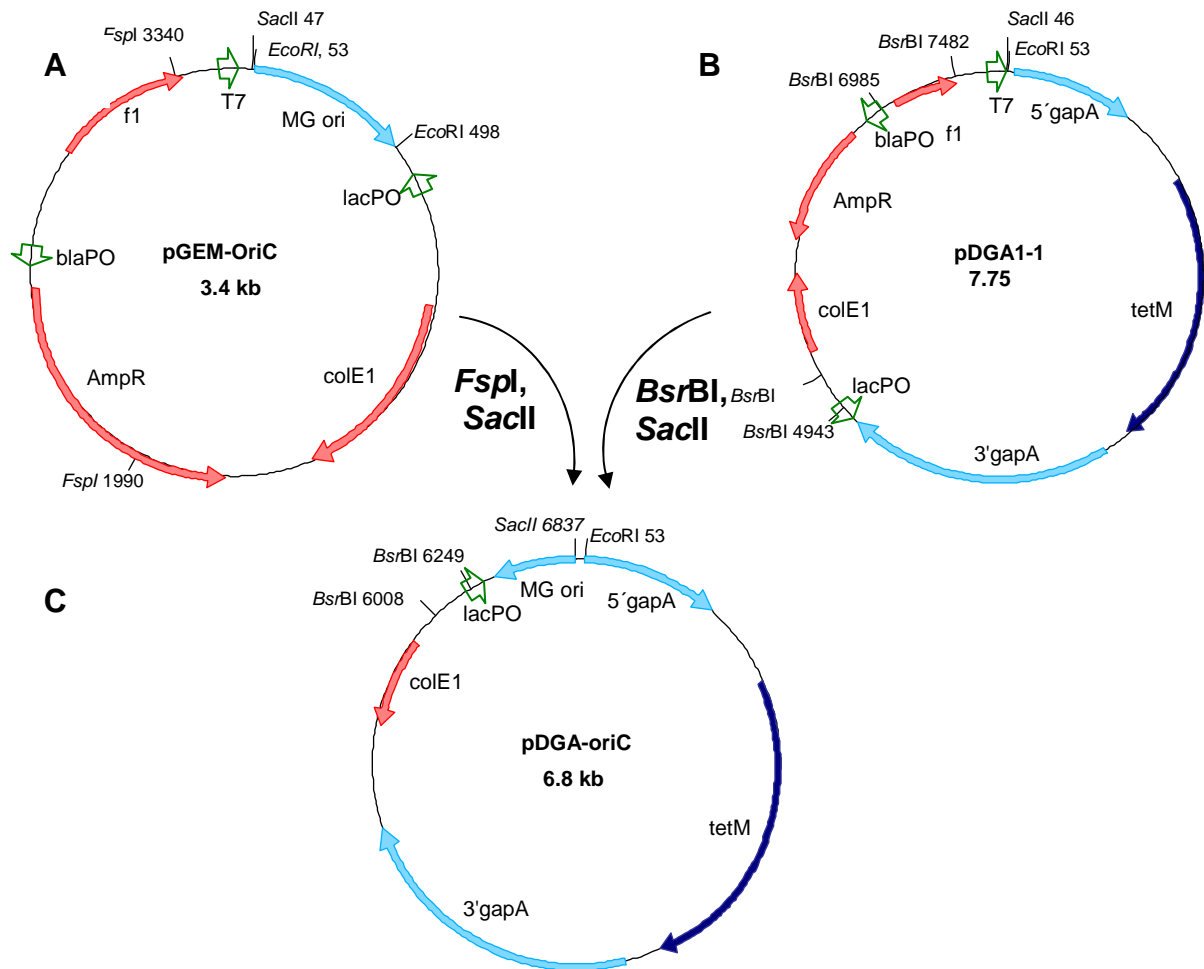 A
FspI 3340
SacII 47
EcoRI, 53
T7
f1
MG ori
EcoRI 498
lacPO
blaPO
pGEM-OriC
3.4 kb
AmpR
colE1
FspI 1990
B
BsrBI 7482
SacII 46
EcoRI 53
BsrBI 6985
T7
5´gapA
blaPO
f1
AmpR
pDGA1-1
7.75
colE1
tetM
lacPO
BsrBI
BsrBI 4943
3'gapA
FspI,
SacII
BsrBI,
SacII
C
SacII 6837
EcoRI 53
BsrBI 6249
MG ori
5´gapA
BsrBI 6008
lacPO
colE1
pDGA-oriC
6.8 kb
tetM
3'gapA